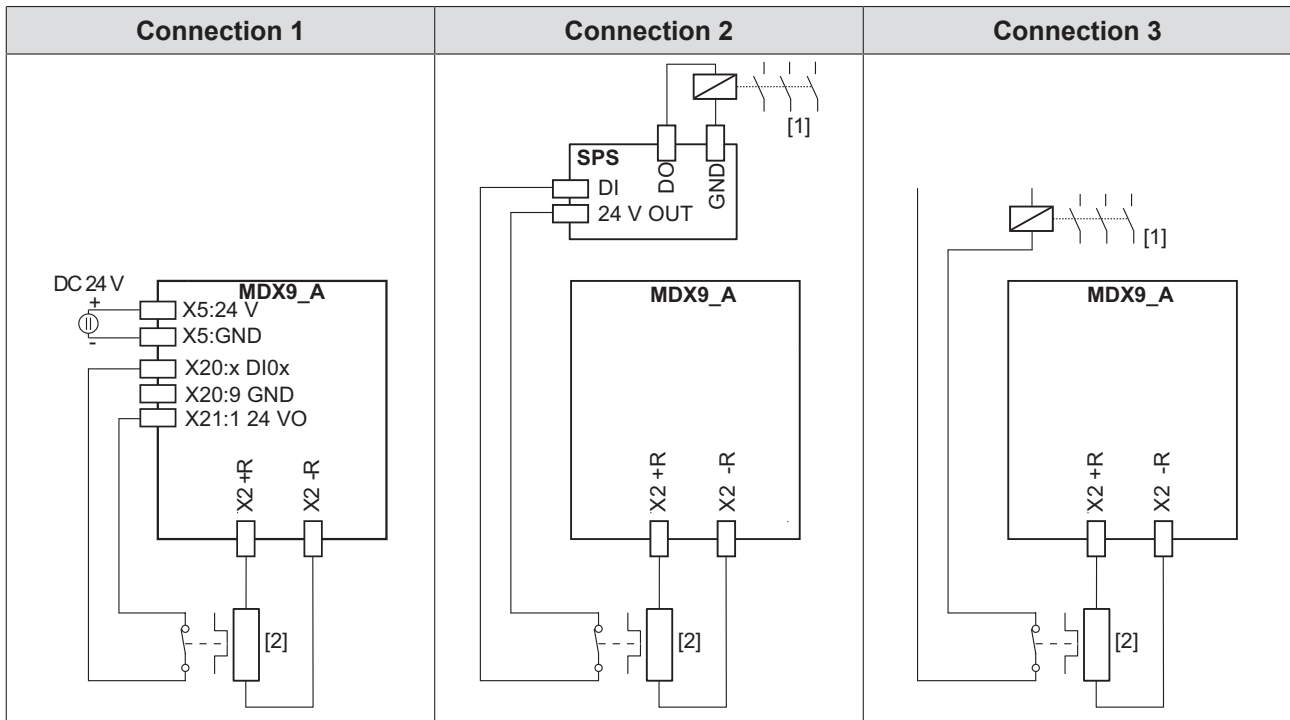 Connection 1
Connection 2
Connection 3
DC 24 V
+
-
MDX9_A
X5:24 V
X5:GND
X20:x DI0x
X20:9 GND
X21:1 24 VO
X2 +R
X2 -R
[2]
[1]
SPS
DO
GND
DI
24 V OUT
MDX9_A
X2 +R
X2 -R
[2]
[1]
MDX9_A
X2 +R
X2 -R
[2]